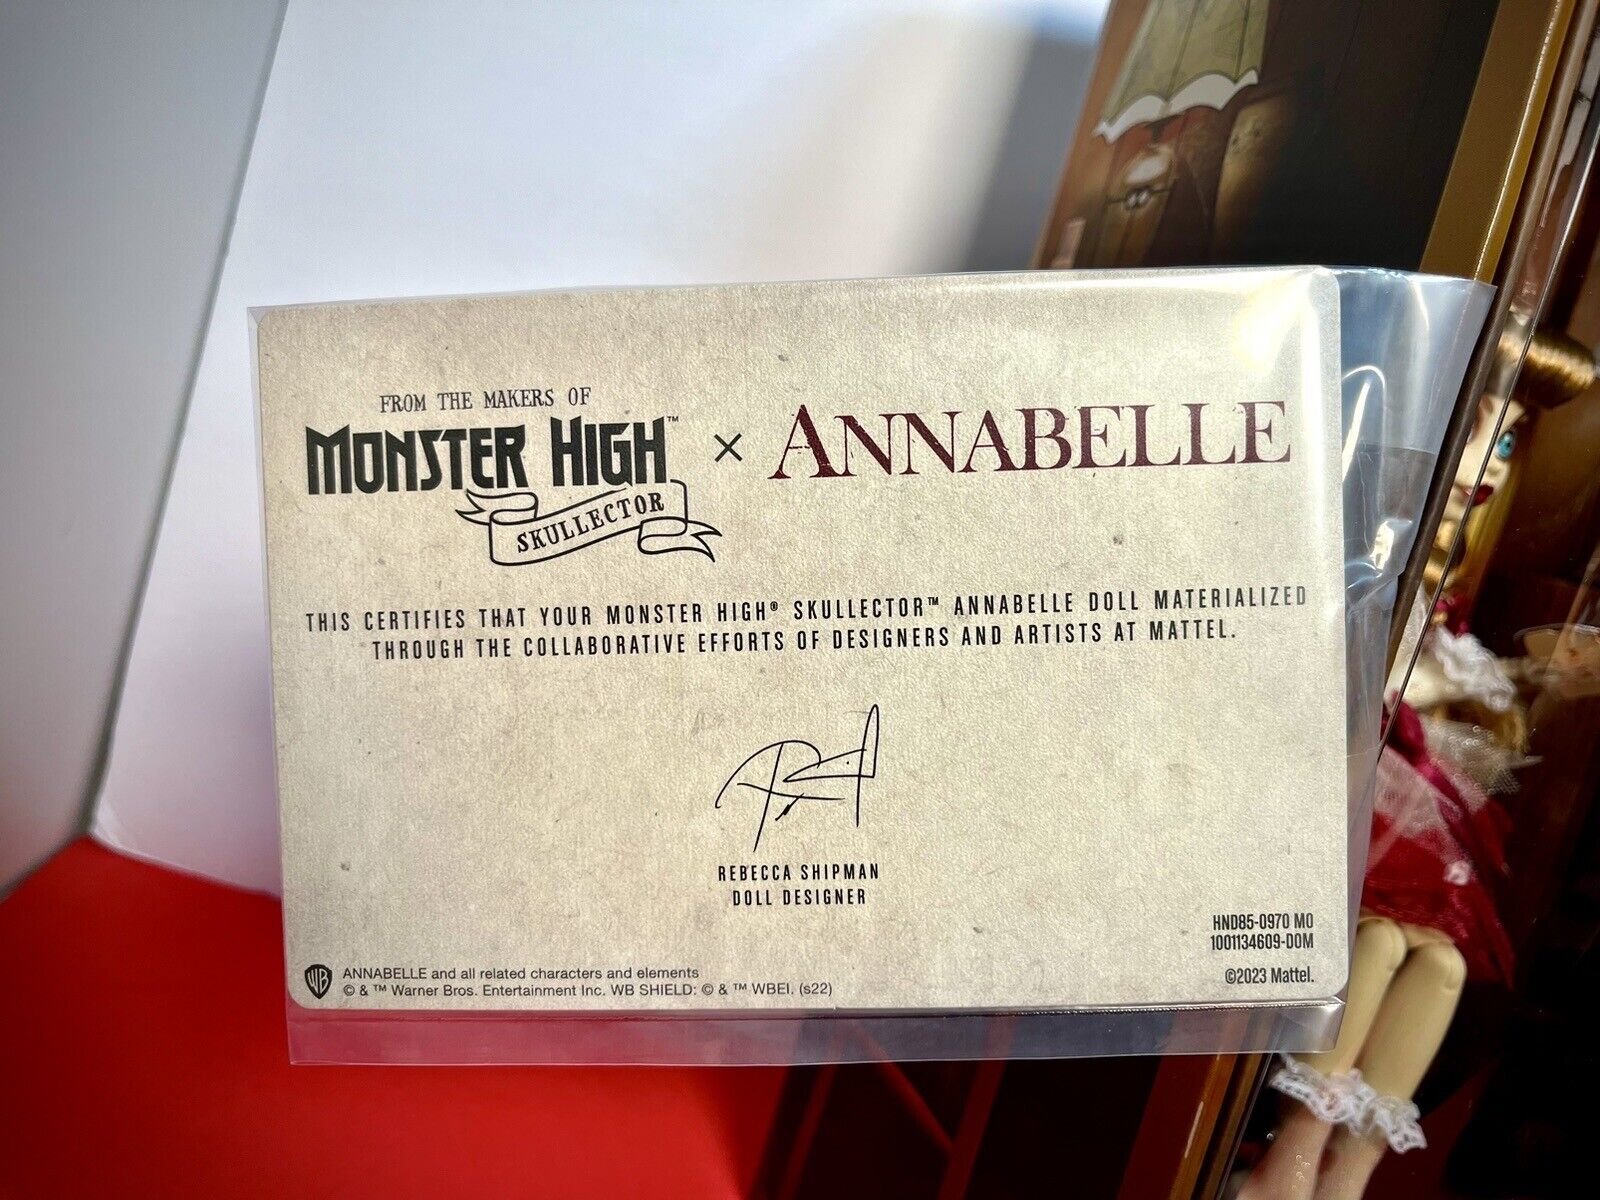 FROM THE MAKERS OF
MONSTER HIGH™ × ANNABELLE
SKULLECTOR
THIS CERTIFIES THAT YOUR MONSTER HIGH® SKULLECTOR™ ANNABELLE DOLL MATERIALIZED
THROUGH THE COLLABORATIVE EFFORTS OF DESIGNERS AND ARTISTS AT MATTEL.
REBECCA SHIPMAN
DOLL DESIGNER
HND85-0970 M0
1001134609-DOM
©2023 Mattel.
WB
ANNABELLE and all related characters and elements
© & ™ Warner Bros. Entertainment Inc. WB SHIELD: © & ™ WBEI. (s22)